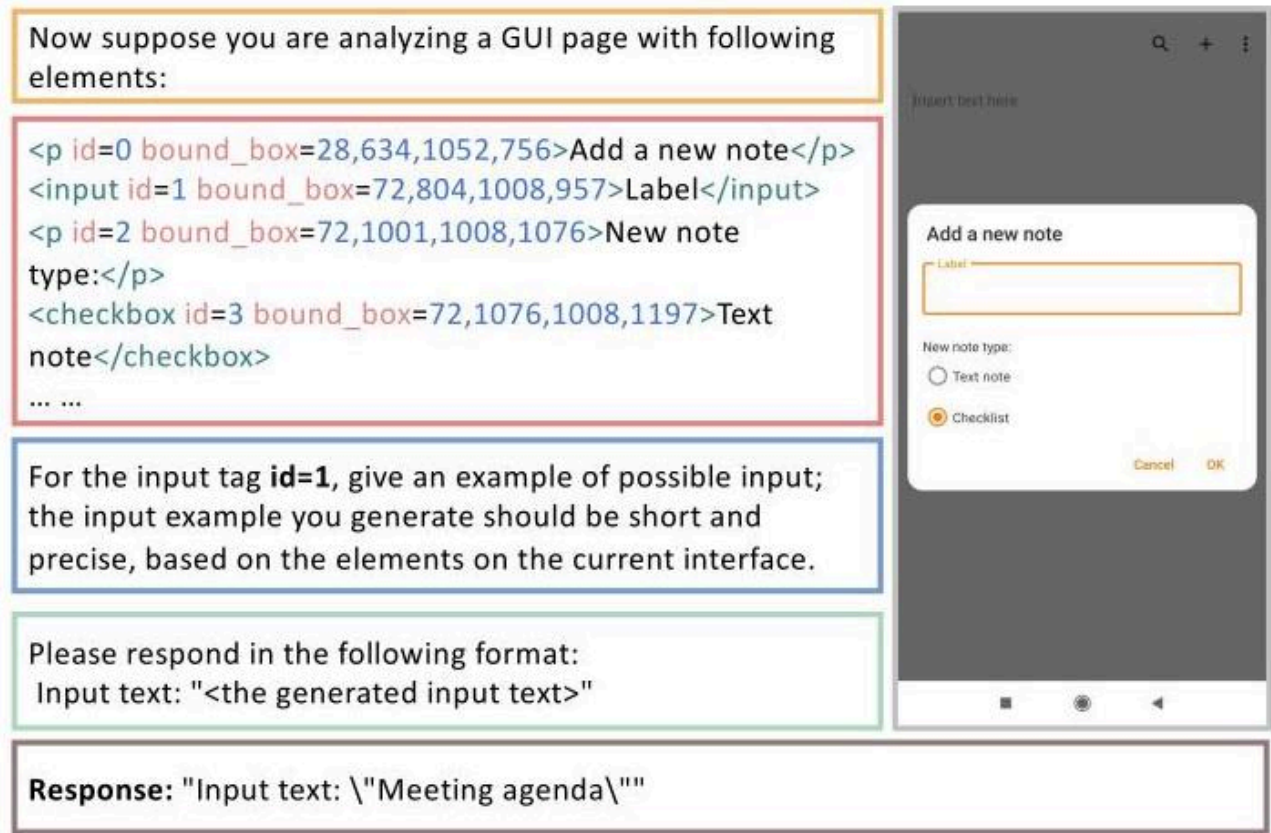 Now suppose you are analyzing a GUI page with following
elements:
<p id=0 bound_box=28,634,1052,756>Add a new note</p>
<input id=1 bound_box=72,804,1008,957>Label</input>
<p id=2 bound_box=72,1001,1008,1076>New note
type:</p>
<checkbox id=3 bound_box=72,1076,1008,1197>Text
note</checkbox>
... ...
For the input tag id=1, give an example of possible input;
the input example you generate should be short and
precise, based on the elements on the current interface.
Please respond in the following format:
Input text: "<the generated input text>"
Insert text here
Add a new note
Label
New note type:
Text note
Checklist
Cancel OK
Response: "Input text: \"Meeting agenda\""